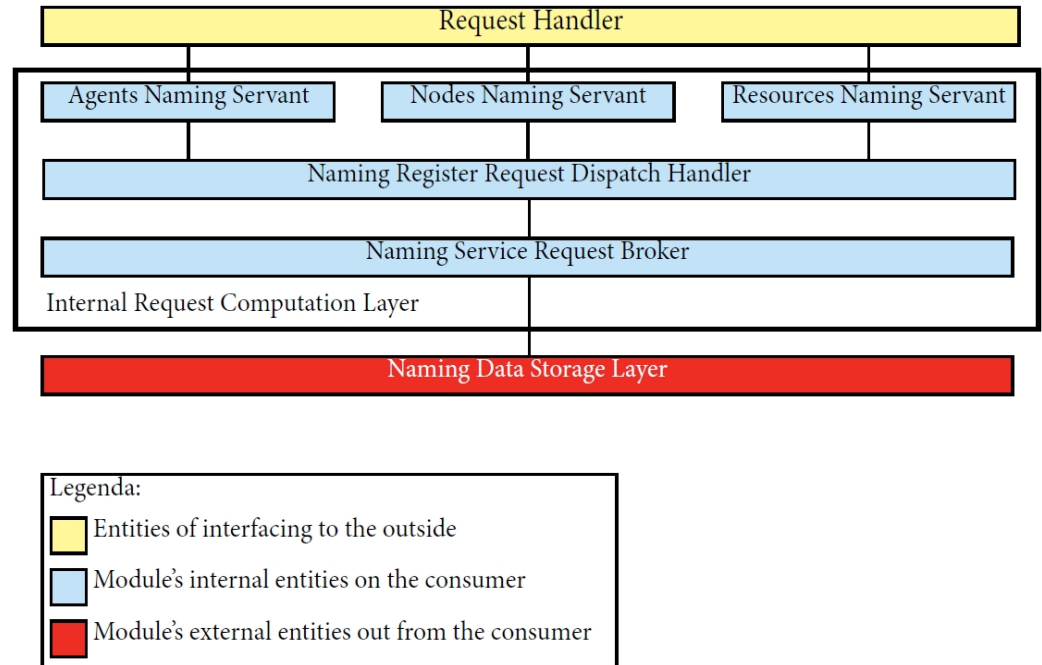 Request Handler
Agents Naming Servant
Nodes Naming Servant
Resources Naming Servant
Naming Register Request Dispatch Handler
Naming Service Request Broker
Internal Request Computation Layer
Naming Data Storage Layer
Legenda:
Entities of interfacing to the outside
Module's internal entities on the consumer
Module's external entities out from the consumer